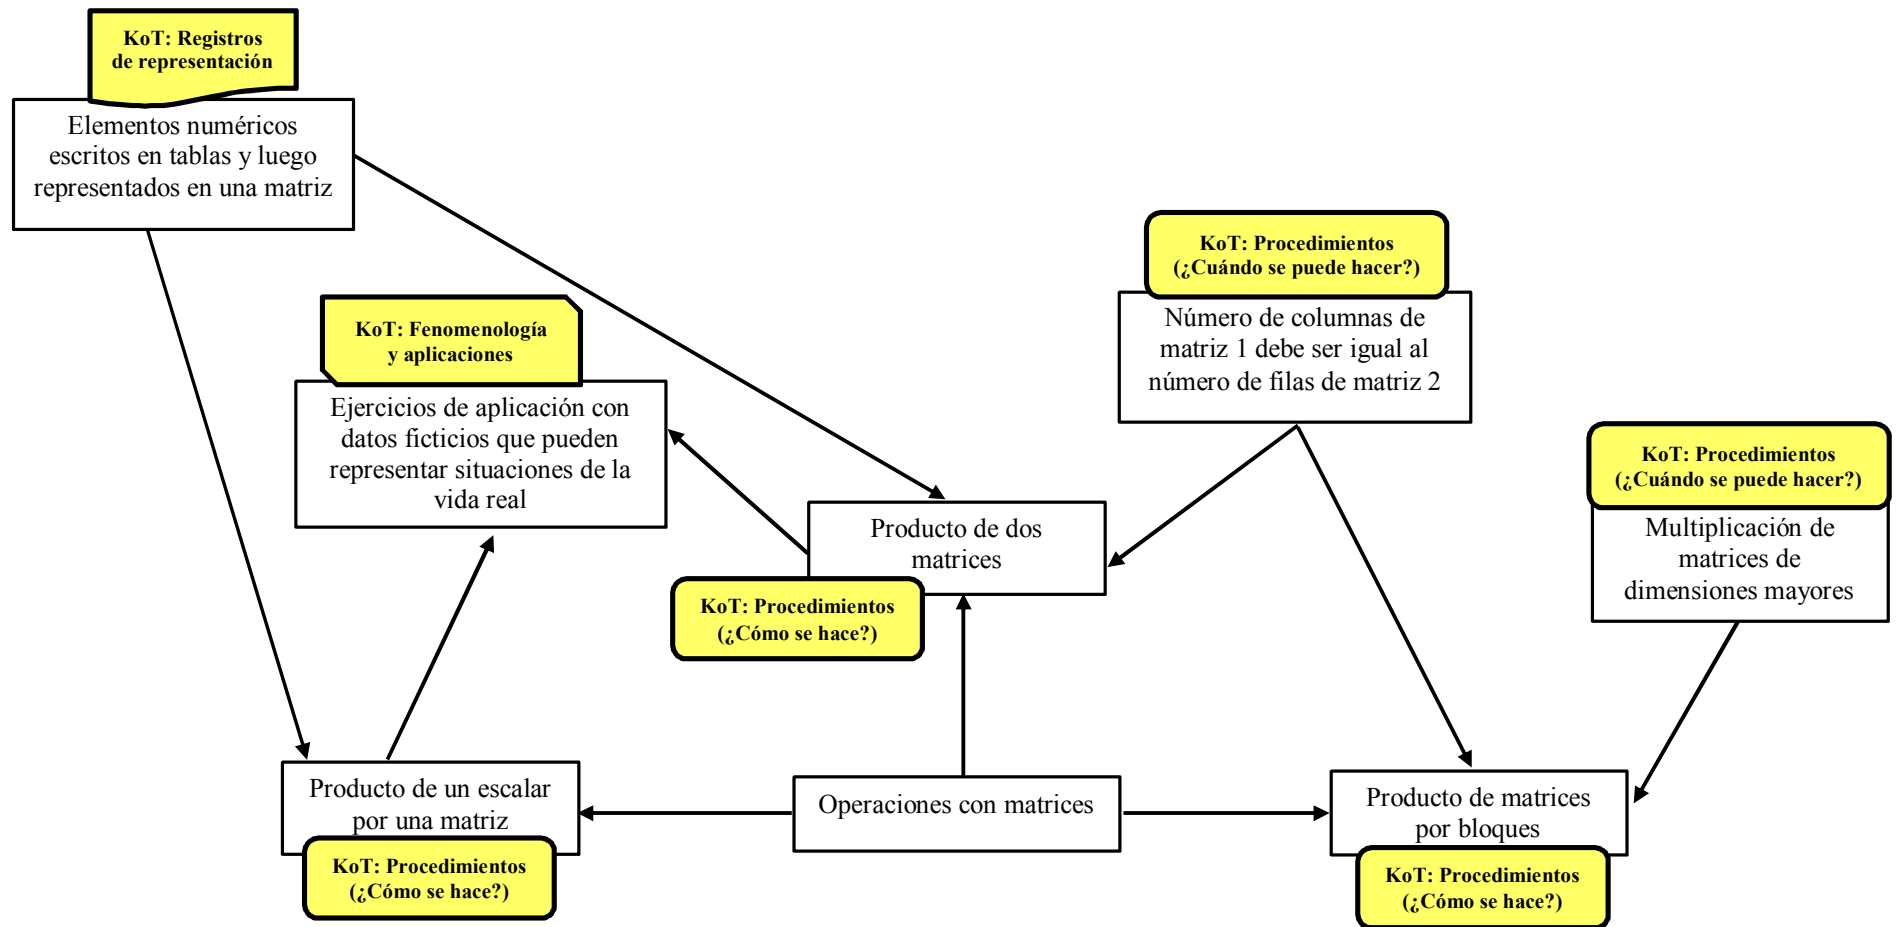 KoT: Registros
de representación
Elementos numéricos
escritos en tablas y luego
representados en una matriz
KoT: Procedimientos
(¿Cuándo se puede hacer?)
Número de columnas de
matriz 1 debe ser igual al
número de filas de matriz 2
KoT: Fenomenología
y aplicaciones
Ejercicios de aplicación con
datos ficticios que pueden
representar situaciones de la
vida real
KoT: Procedimientos
(¿Cuándo se puede hacer?)
Multiplicación de
matrices de
dimensiones mayores
Producto de dos
matrices
KoT: Procedimientos
(¿Cómo se hace?)
Producto de un escalar
por una matriz
KoT: Procedimientos
(¿Cómo se hace?)
Operaciones con matrices
Producto de matrices
por bloques
KoT: Procedimientos
(¿Cómo se hace?)